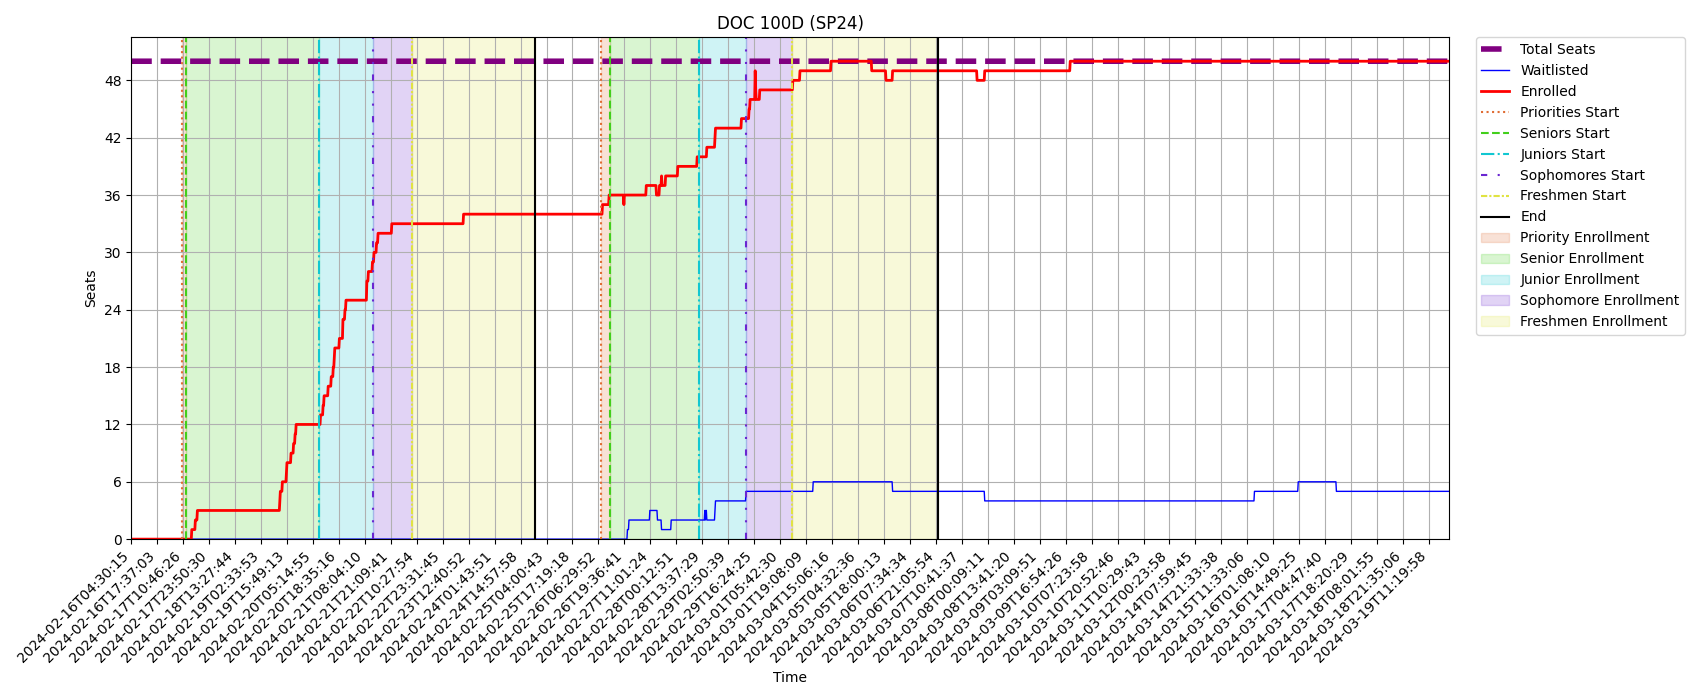 DOC 100D (SP24)
Total Seats
Waitlisted
Enrolled
Priorities Start
Seniors Start
Juniors Start
Sophomores Start
Freshmen Start
End
Priority Enrollment
Senior Enrollment
Junior Enrollment
Sophomore Enrollment
Freshmen Enrollment
Seats
48
42
36
30
24
18
12
6
0
2024-02-16T04:30:15
2024-02-16T17:37:03
2024-02-17T10:46:26
2024-02-17T23:50:30
2024-02-18T13:27:44
2024-02-19T02:33:53
2024-02-19T15:49:13
2024-02-20T05:14:55
2024-02-20T18:35:16
2024-02-21T08:04:10
2024-02-21T21:09:41
2024-02-22T10:27:54
2024-02-22T23:31:45
2024-02-23T12:40:52
2024-02-24T01:43:51
2024-02-24T14:57:58
2024-02-25T04:00:43
2024-02-25T17:19:18
2024-02-26T06:29:52
2024-02-26T19:36:41
2024-02-27T11:01:24
2024-02-28T00:12:51
2024-02-28T13:37:29
2024-02-29T02:50:39
2024-02-29T16:24:25
2024-03-01T05:42:30
2024-03-01T19:08:09
2024-03-04T15:06:16
2024-03-05T04:32:36
2024-03-05T18:00:13
2024-03-06T07:34:34
2024-03-06T21:05:54
2024-03-07T10:41:37
2024-03-08T00:09:11
2024-03-08T13:41:20
2024-03-09T03:09:51
2024-03-09T16:54:26
2024-03-10T07:23:58
2024-03-10T20:52:46
2024-03-11T10:29:43
2024-03-12T00:23:58
2024-03-14T07:59:45
2024-03-14T21:33:38
2024-03-15T11:33:06
2024-03-16T01:08:10
2024-03-16T14:49:25
2024-03-17T04:47:40
2024-03-17T18:20:29
2024-03-18T08:01:55
2024-03-18T21:35:06
2024-03-19T11:19:58
Time